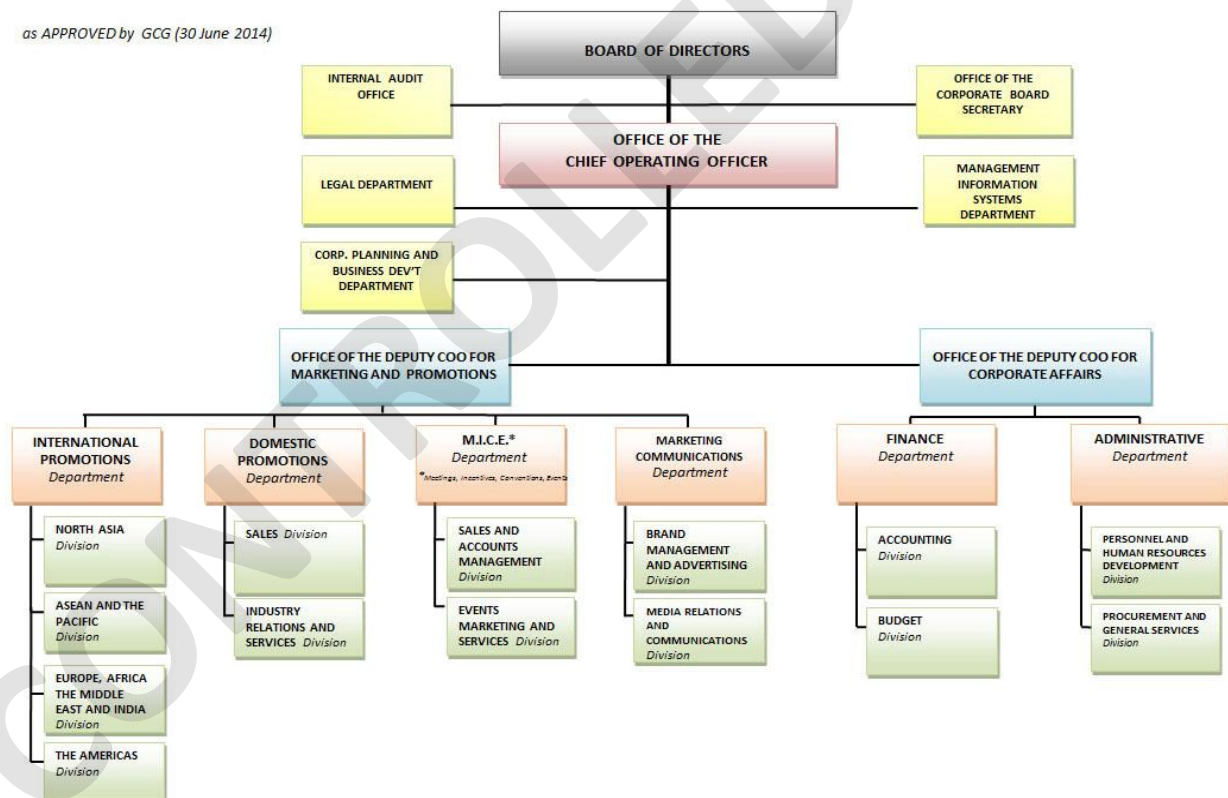 as APPROVED by GCG (30 June 2014)
BOARD OF DIRECTORS
INTERNAL AUDIT
OFFICE
OFFICE OF THE
CORPORATE BOARD
SECRETARY
OFFICE OF THE
CHIEF OPERATING OFFICER
LEGAL DEPARTMENT
MANAGEMENT
INFORMATION
SYSTEMS
DEPARTMENT
CORP. PLANNING AND
BUSINESS DEV'T
DEPARTMENT
OFFICE OF THE DEPUTY COO FOR
MARKETING AND PROMOTIONS
OFFICE OF THE DEPUTY COO FOR
CORPORATE AFFAIRS
INTERNATIONAL
PROMOTIONS
Department
DOMESTIC
PROMOTIONS
Department
M.I.C.E.*
Department
*Meetings, Incentives, Conventions, Events
MARKETING
COMMUNICATIONS
Department
FINANCE
Department
ADMINISTRATIVE
Department
NORTH ASIA
Division
ASEAN AND THE
PACIFIC
Division
EUROPE, AFRICA
THE MIDDLE
EAST AND INDIA
Division
THE AMERICAS
Division
SALES Division
INDUSTRY
RELATIONS AND
SERVICES Division
SALES AND
ACCOUNTS
MANAGEMENT
Division
EVENTS
MARKETING AND
SERVICES Division
BRAND
MANAGEMENT
AND ADVERTISING
Division
MEDIA RELATIONS
AND
COMMUNICATIONS
Division
ACCOUNTING
Division
BUDGET
Division
PERSONNEL AND
HUMAN RESOURCES
DEVELOPMENT
Division
PROCUREMENT AND
GENERAL SERVICES
Division
CONTROLLED